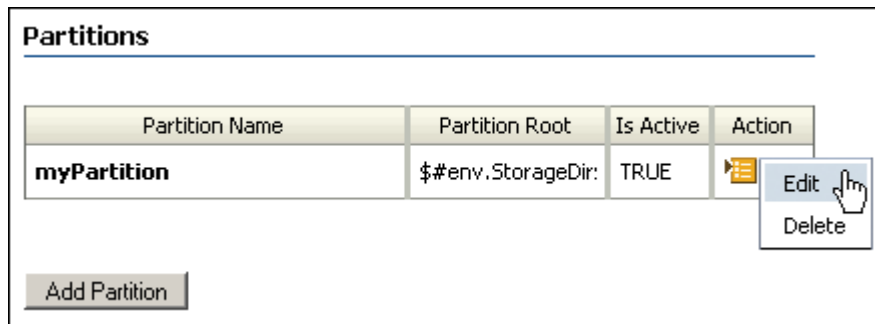 Partitions
Partition Name Partition Root Is Active Action
myPartition $#env.StorageDir: TRUE
Edit
Delete
Add Partition